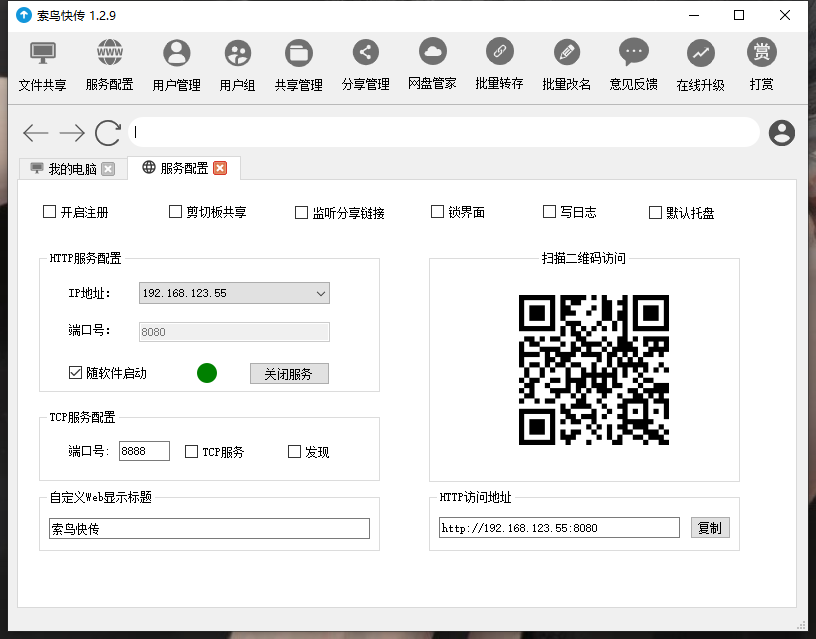 索鸟快传 1.2.9
WWW 赏
文件共享 服务配置 用户管理 用户组 共享管理 分享管理 网盘管家 批量转存 批量改名 意见反馈 在线升级 打赏
我的电脑 服务配置
开启注册 剪切板共享 监听分享链接 锁界面 写日志 默认托盘
HTTP服务配置
IP地址: 192.168.123.55
端口号: 8080
随软件启动 关闭服务
扫描二维码访问
TCP服务配置
端口号: 8888 TCP服务 发现
自定义Web显示标题
索鸟快传
HTTP访问地址
http://192.168.123.55:8080 复制